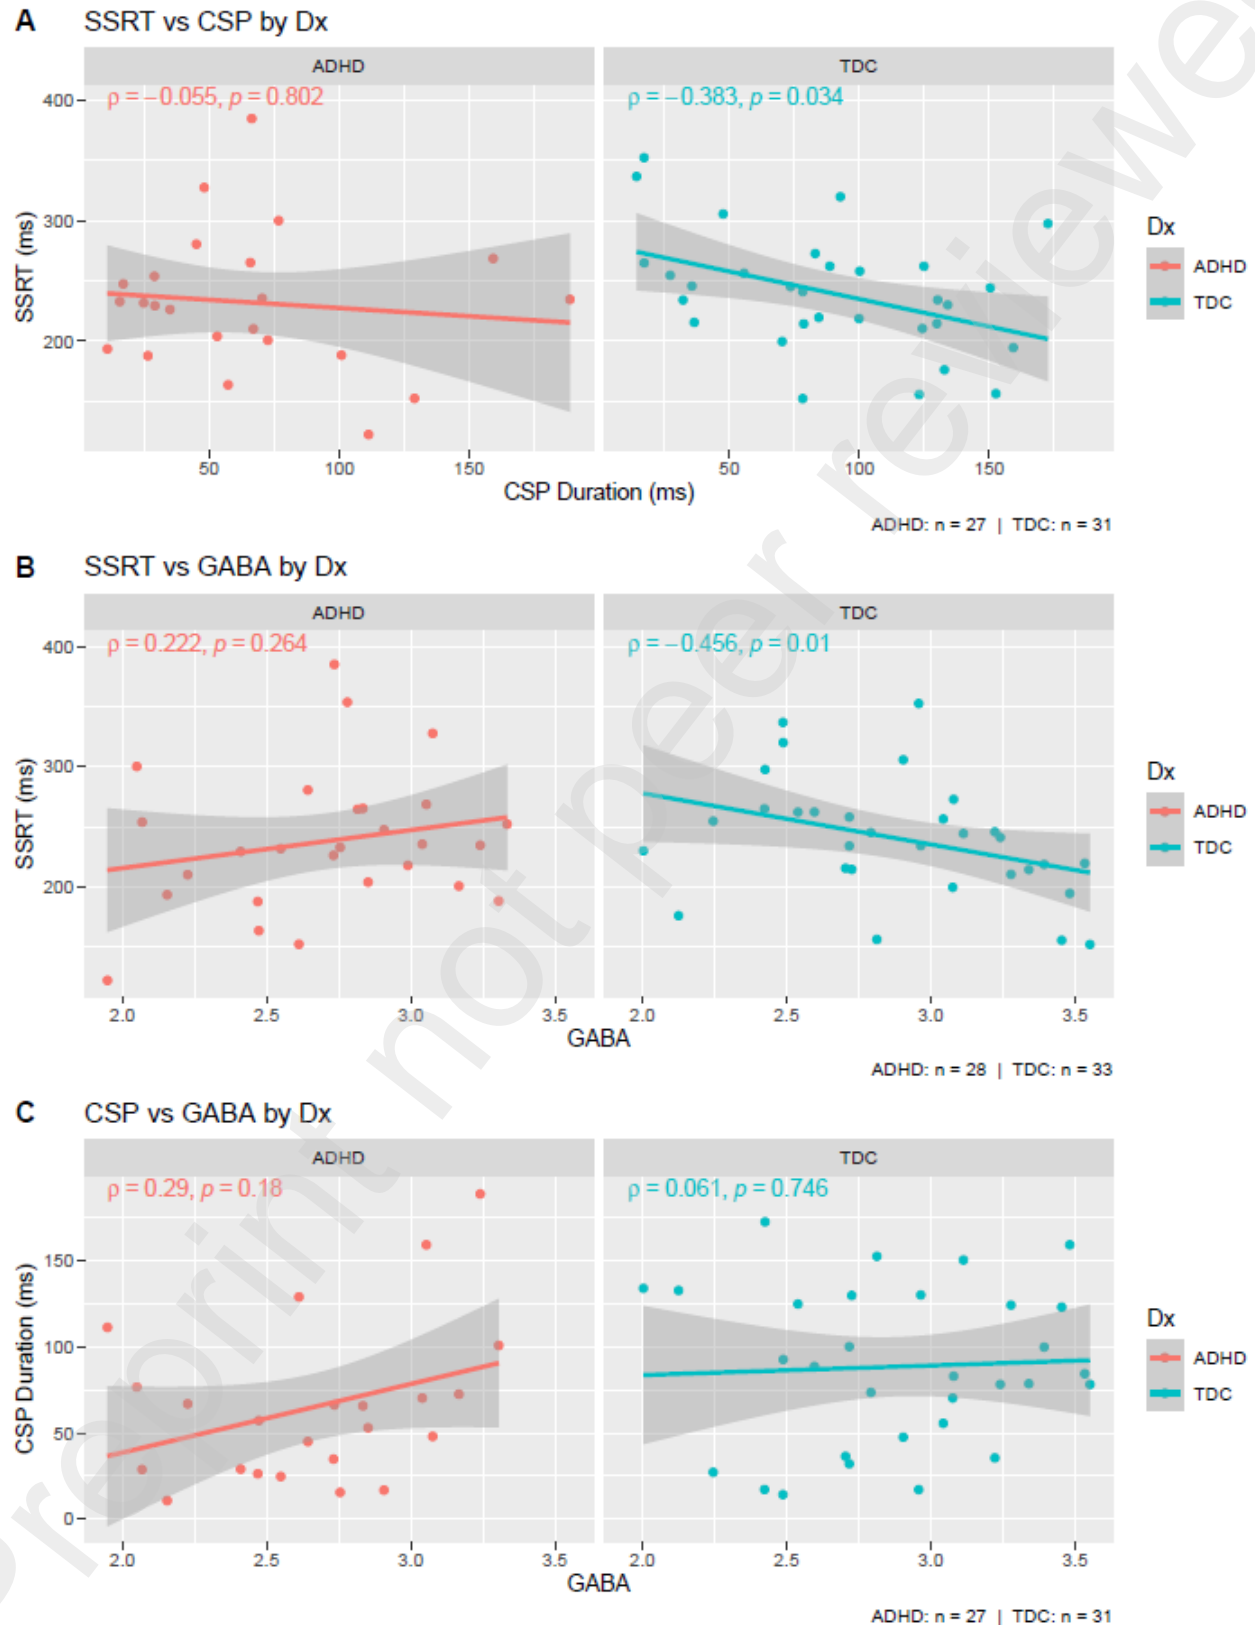 A SSRT vs CSP by Dx
ADHD TDC
ρ = −0.055, p = 0.802
ρ = −0.383, p = 0.034
400
300
200
SSRT (ms)
50 100 150 50 100 150
CSP Duration (ms)
Dx
ADHD
TDC
ADHD: n = 27 | TDC: n = 31
B SSRT vs GABA by Dx
ADHD TDC
ρ = 0.222, p = 0.264
ρ = −0.456, p = 0.01
400
300
200
SSRT (ms)
2.0 2.5 3.0 3.5 2.0 2.5 3.0 3.5
GABA
Dx
ADHD
TDC
ADHD: n = 28 | TDC: n = 33
C CSP vs GABA by Dx
ADHD TDC
ρ = 0.29, p = 0.18
ρ = 0.061, p = 0.746
150
100
50
0
CSP Duration (ms)
2.0 2.5 3.0 3.5 2.0 2.5 3.0 3.5
GABA
Dx
ADHD
TDC
ADHD: n = 27 | TDC: n = 31
Preprint not peer reviewe